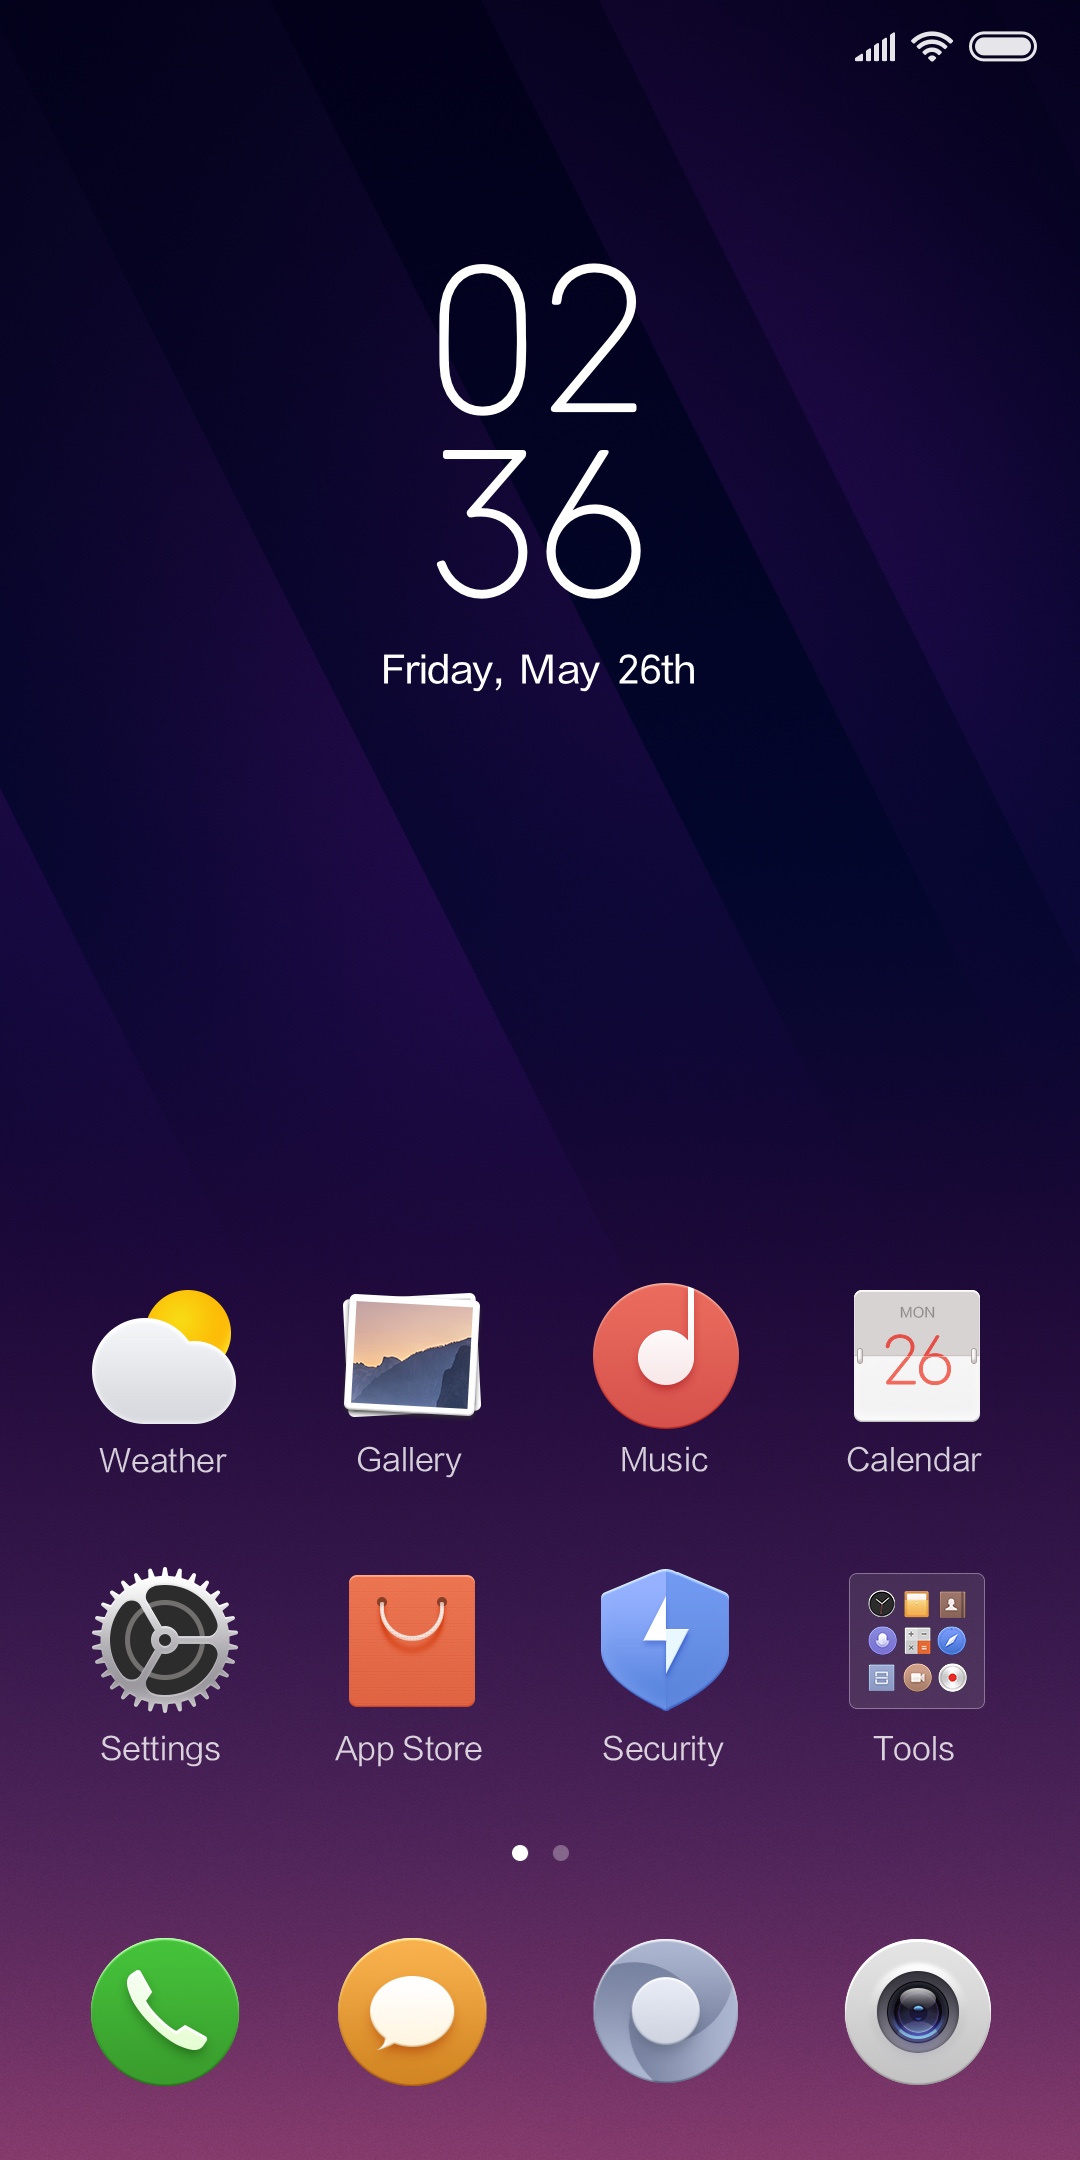 02
36
Friday, May 26th
MON
26
Weather
Gallery
Music
Calendar
Settings
App Store
Security
Tools